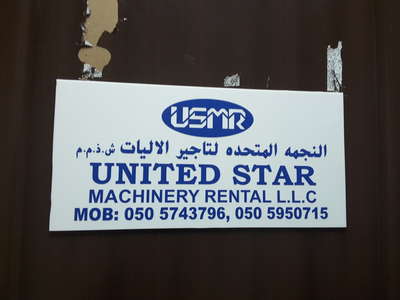 USMR
النجمه المتحده لتاجير الاليات ش.ذ.م.م
UNITED STAR
MACHINERY RENTAL L.L.C
MOB: 050 5743796, 050 5950715